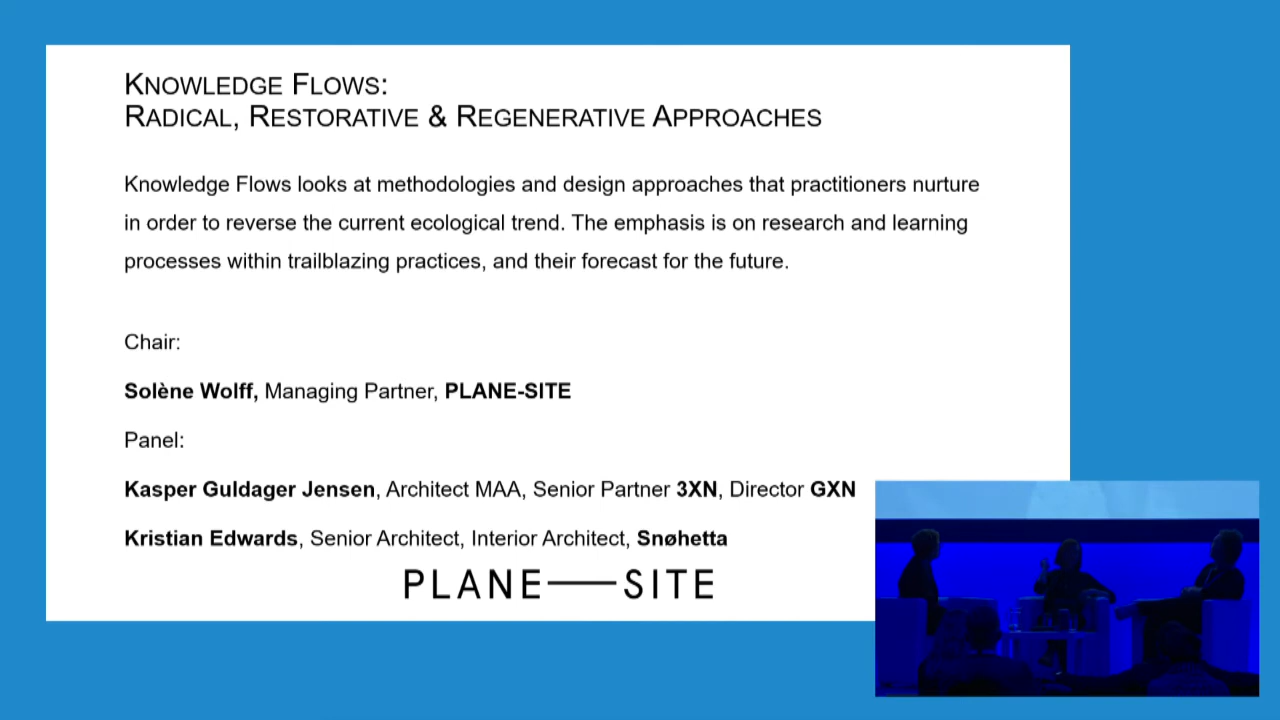 KNOWLEDGE FLOWS:
RADICAL, RESTORATIVE & REGENERATIVE APPROACHES
Knowledge Flows looks at methodologies and design approaches that practitioners nurture
in order to reverse the current ecological trend. The emphasis is on research and learning
processes within trailblazing practices, and their forecast for the future.
Chair:
Solène Wolff, Managing Partner, PLANE-SITE
Panel:
Kasper Guldager Jensen, Architect MAA, Senior Partner 3XN, Director GXN
Kristian Edwards, Senior Architect, Interior Architect, Snøhetta
PLANE—SITE